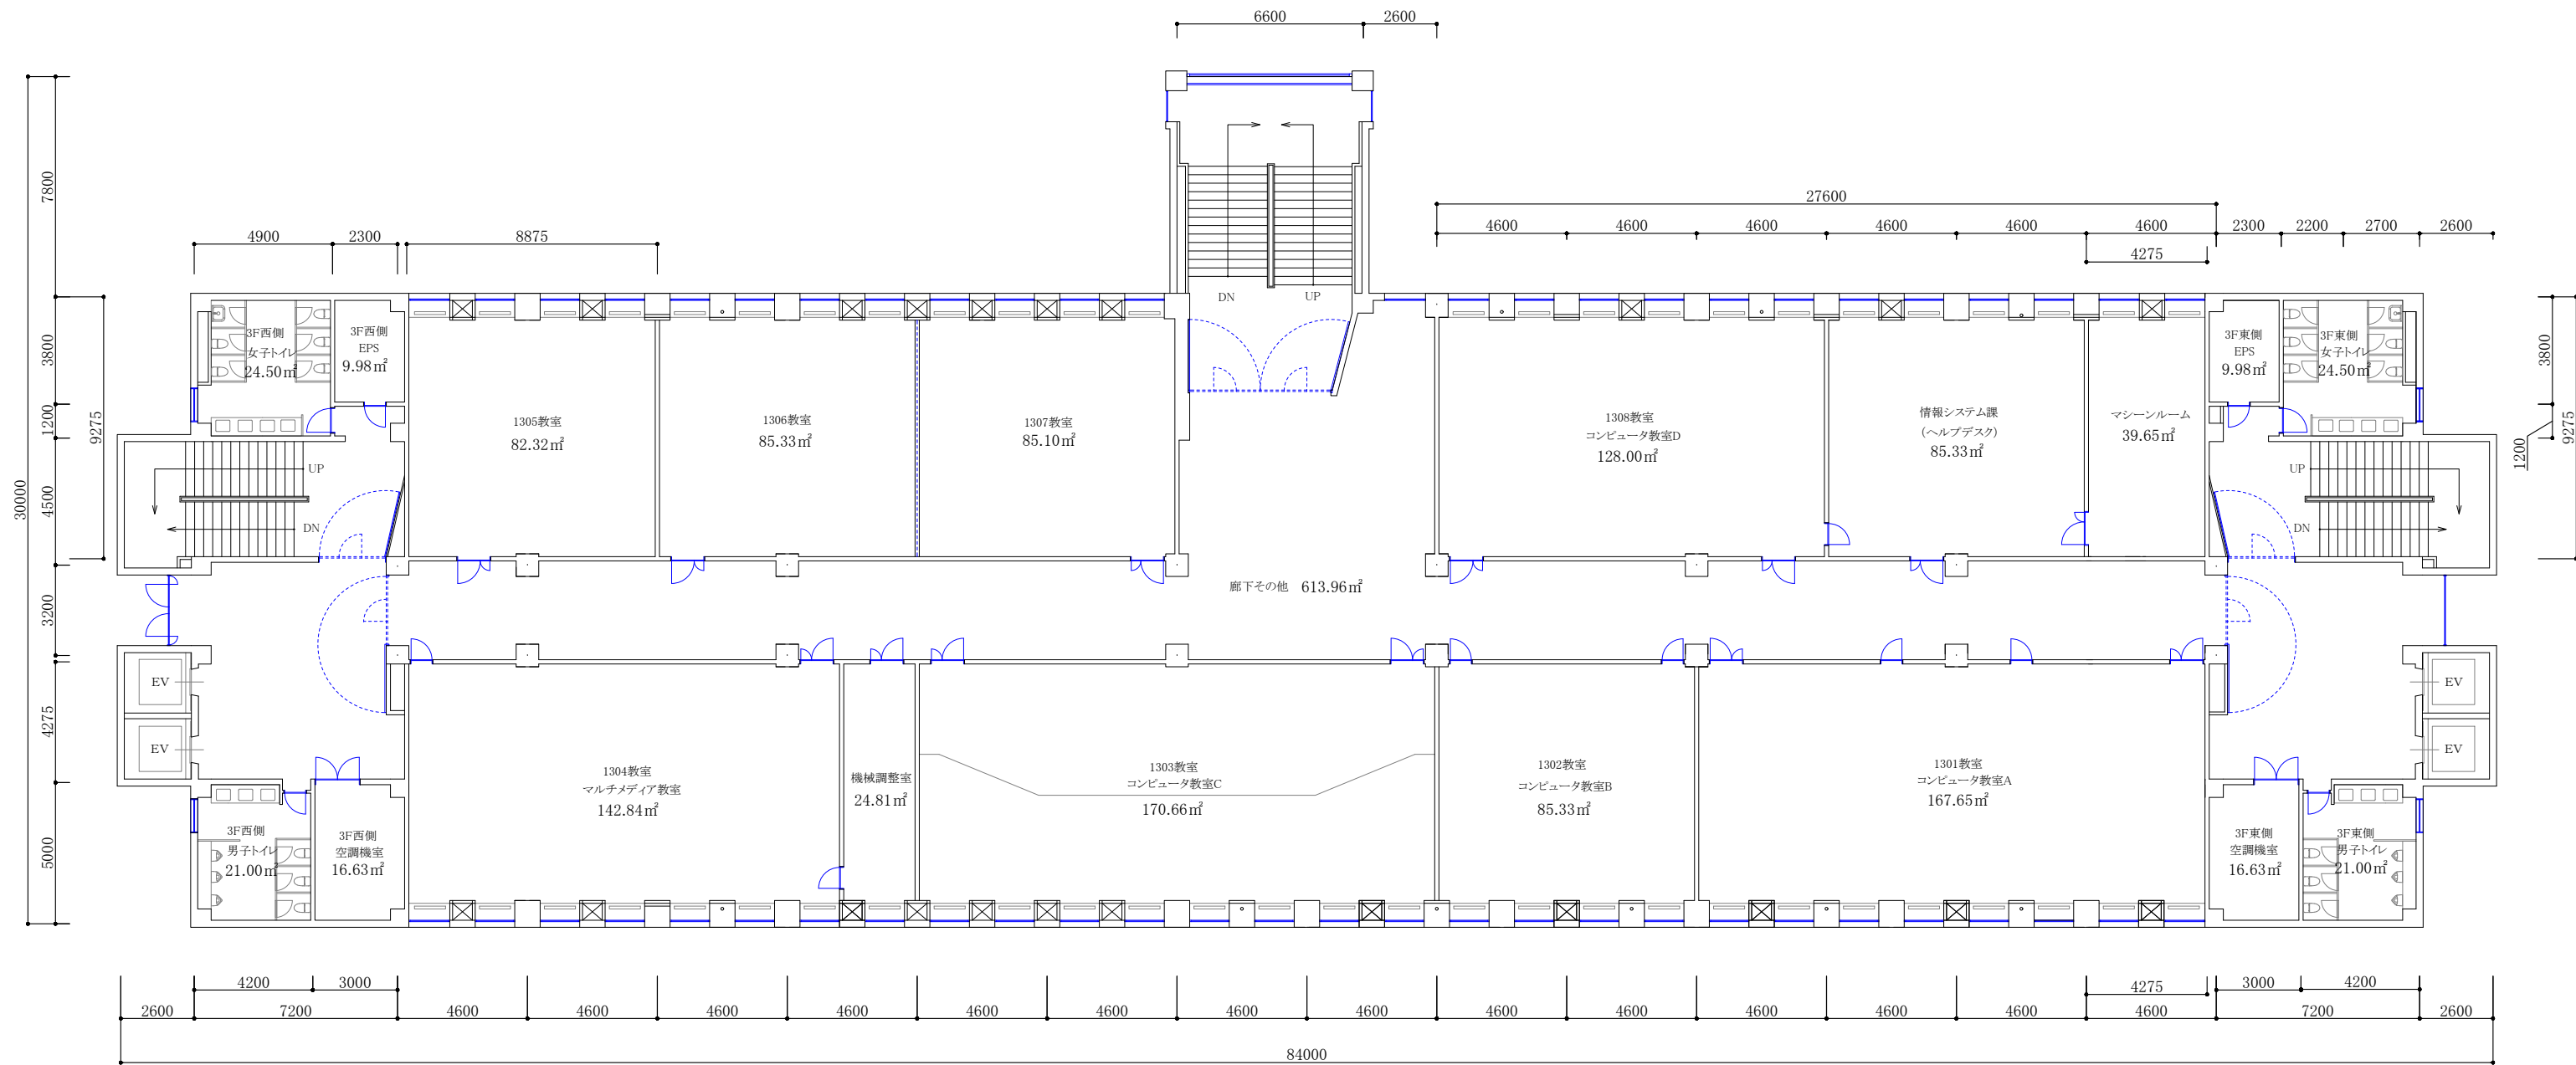 6600
2600
7800
27600
4600
4600
4600
4600
4600
4600
2300
2200
2700
2600
4275
4900
2300
8875
DN
UP
3F西側
女子トイレ
24.50㎡
3F西側
EPS
9.98㎡
3F東側
EPS
9.98㎡
3F東側
女子トイレ
24.50㎡
3800
1200
9275
4500
30000
3800
9275
1200
1305教室
82.32㎡
1306教室
85.33㎡
1307教室
85.10㎡
1308教室
コンピュータ教室D
128.00㎡
情報システム課
(ヘルプデスク)
85.33㎡
マシーンルーム
39.65㎡
UP
DN
UP
DN
廊下その他 613.96㎡
3200
4275
5000
EV
EV
EV
EV
1304教室
マルチメディア教室
142.84㎡
機械調整室
24.81㎡
1303教室
コンピュータ教室C
170.66㎡
1302教室
コンピュータ教室B
85.33㎡
1301教室
コンピュータ教室A
167.65㎡
3F西側
男子トイレ
21.00㎡
3F西側
空調機室
16.63㎡
3F東側
空調機室
16.63㎡
3F東側
男子トイレ
21.00㎡
4200
3000
4275
3000
4200
2600
7200
4600
4600
4600
4600
4600
4600
4600
4600
4600
4600
4600
4600
4600
4600
7200
2600
84000